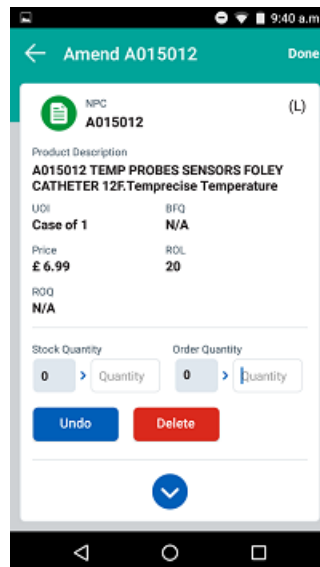 9:40 a.m
Amend A015012
Done
NPC
(L)
A015012
Product Description
A015012 TEMP PROBES SENSORS FOLEY
CATHETER 12F.Temprecise Temperature
UOI
BFQ
Case of 1
N/A
Price
ROL
£ 6.99
20
ROQ
N/A
Stock Quantity
Order Quantity
0 > Quantity
0 > Quantity
Undo
Delete